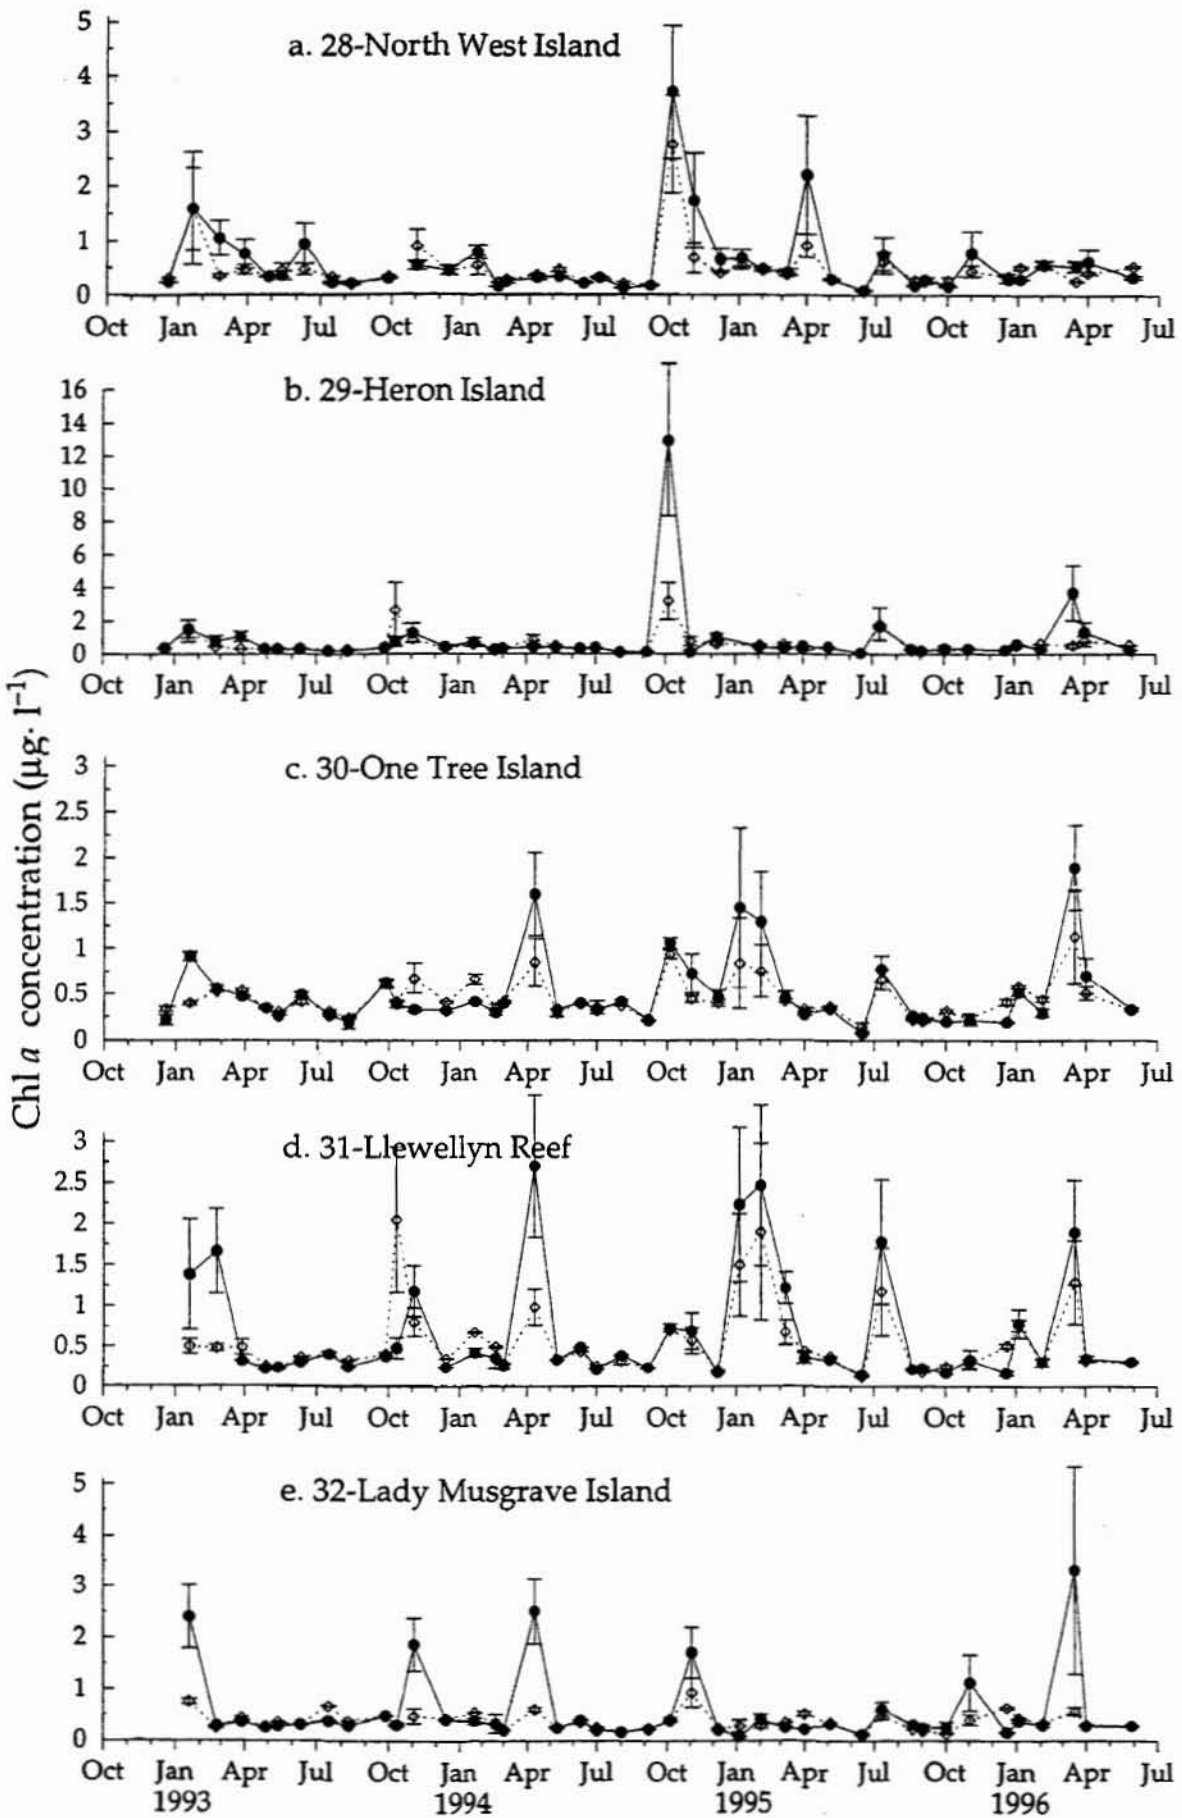 a. 28-North West Island
5
4
3
2
1
0
Oct Jan Apr Jul Oct Jan Apr Jul Oct Jan Apr Jul Oct Jan Apr Jul
b. 29-Heron Island
16
14
12
10
8
6
4
2
0
Oct Jan Apr Jul Oct Jan Apr Jul Oct Jan Apr Jul Oct Jan Apr Jul
Chl a concentration (µg· l⁻¹)
c. 30-One Tree Island
3
2.5
2
1.5
1
0.5
0
Oct Jan Apr Jul Oct Jan Apr Jul Oct Jan Apr Jul Oct Jan Apr Jul
d. 31-Llewellyn Reef
3
2.5
2
1.5
1
0.5
0
Oct Jan Apr Jul Oct Jan Apr Jul Oct Jan Apr Jul Oct Jan Apr Jul
e. 32-Lady Musgrave Island
5
4
3
2
1
0
Oct Jan Apr Jul Oct Jan Apr Jul Oct Jan Apr Jul Oct Jan Apr Jul
1993 1994 1995 1996